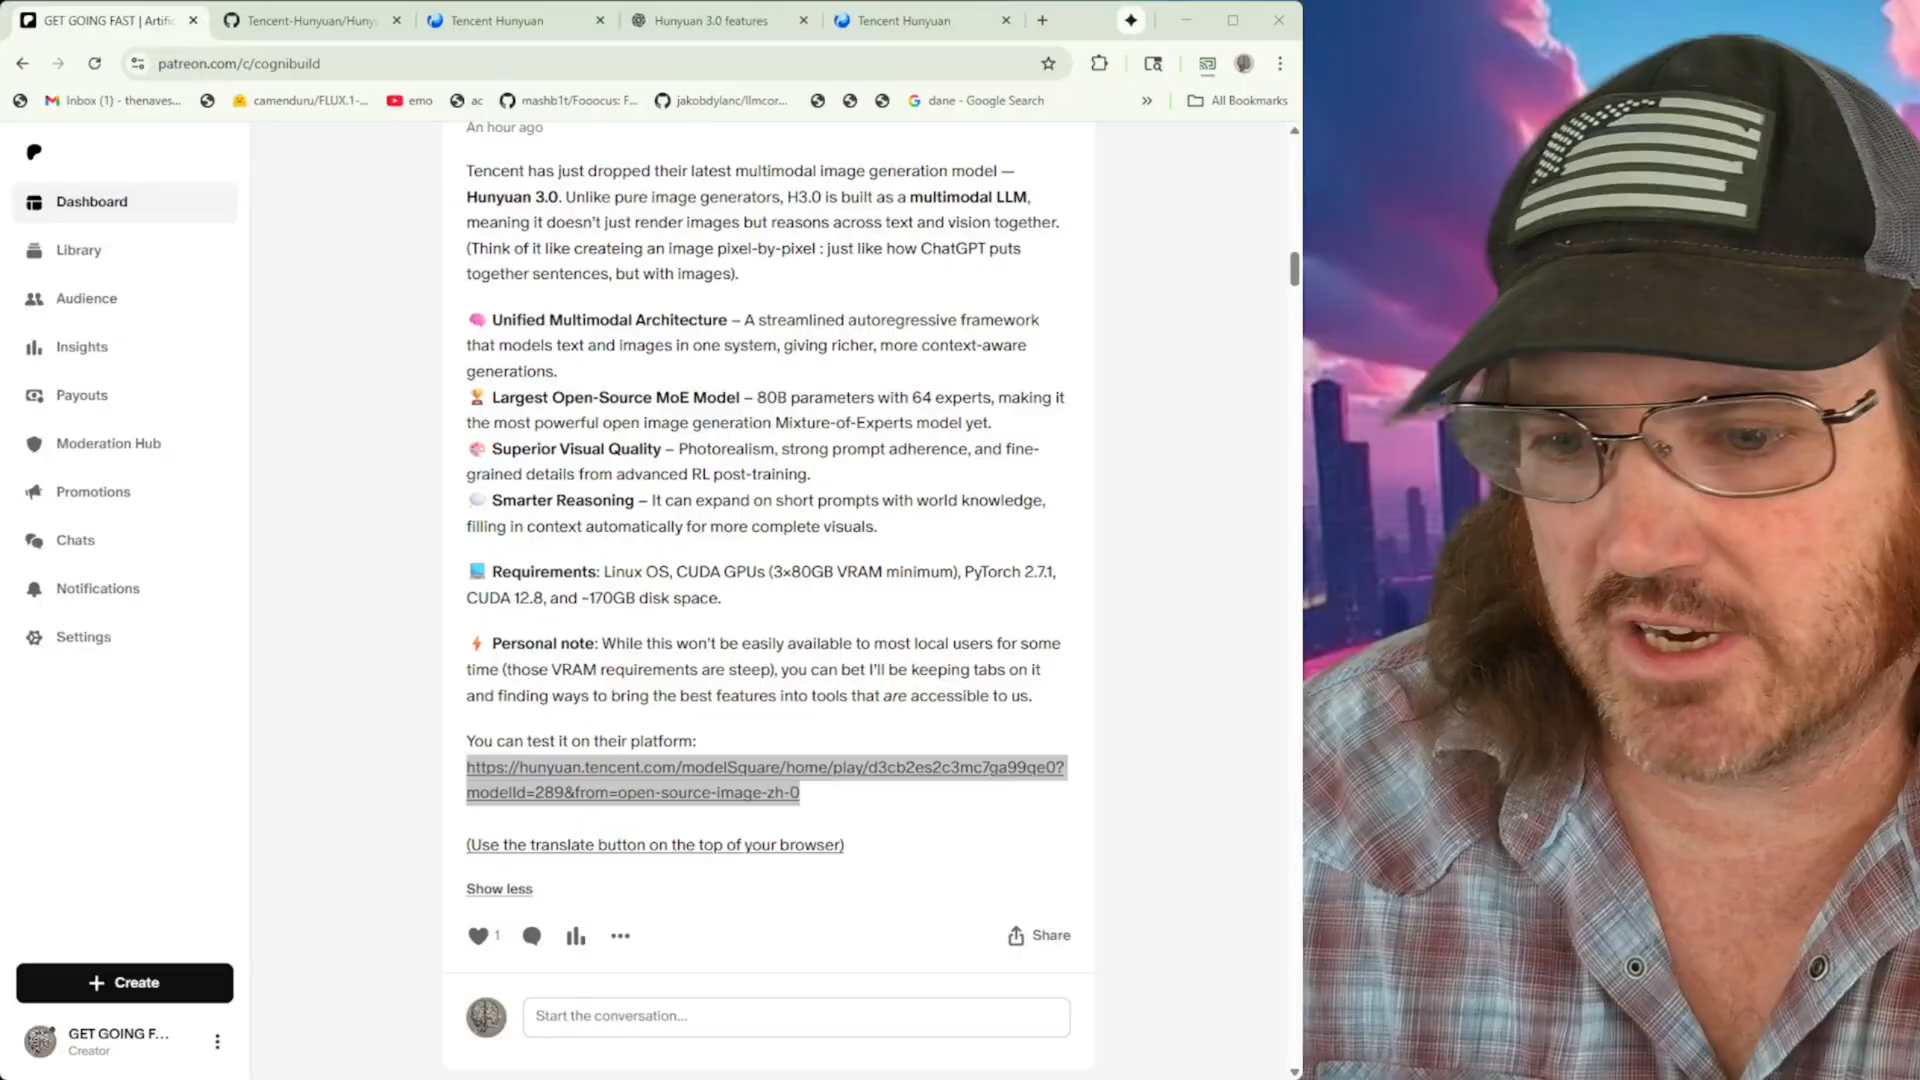 GET GOING FAST | Artific
Tencent-Hunyuan/Huny
Tencent Hunyuan
Hunyuan 3.0 features
Tencent Hunyuan
patreon.com/c/cognibuild
Inbox (1) - thenaves...
camenduru/FLUX.1-...
emo
ac
mashb1t/Fooocus: F...
jakobdylanc/llmcor...
dane - Google Search
All Bookmarks
Dashboard
Library
Audience
Insights
Payouts
Moderation Hub
Promotions
Chats
Notifications
Settings
Create
GET GOING F...
Creator
An hour ago
Tencent has just dropped their latest multimodal image generation model —
Hunyuan 3.0. Unlike pure image generators, H3.0 is built as a multimodal LLM,
meaning it doesn't just render images but reasons across text and vision together.
(Think of it like createing an image pixel-by-pixel : just like how ChatGPT puts
together sentences, but with images).
🧠 Unified Multimodal Architecture – A streamlined autoregressive framework
that models text and images in one system, giving richer, more context-aware
generations.
🏆 Largest Open-Source MoE Model – 80B parameters with 64 experts, making it
the most powerful open image generation Mixture-of-Experts model yet.
🎨 Superior Visual Quality – Photorealism, strong prompt adherence, and fine-
grained details from advanced RL post-training.
💭 Smarter Reasoning – It can expand on short prompts with world knowledge,
filling in context automatically for more complete visuals.
💻 Requirements: Linux OS, CUDA GPUs (3×80GB VRAM minimum), PyTorch 2.7.1,
CUDA 12.8, and ~170GB disk space.
⚡ Personal note: While this won't be easily available to most local users for some
time (those VRAM requirements are steep), you can bet I'll be keeping tabs on it
and finding ways to bring the best features into tools that are accessible to us.
You can test it on their platform:
https://hunyuan.tencent.com/modelSquare/home/play/d3cb2es2c3mc7ga99qe0?
modelId=289&from=open-source-image-zh-0
(Use the translate button on the top of your browser)
Show less
1
Share
Start the conversation...